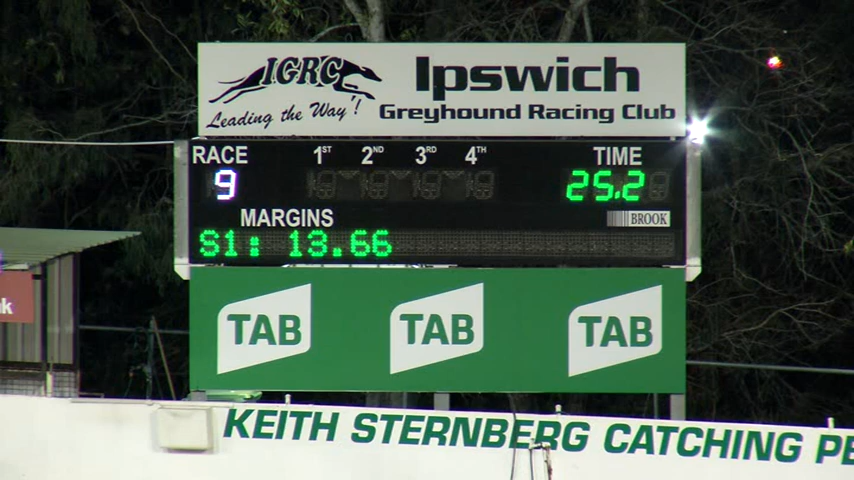 IGRC
Leading the Way'!
Ipswich
Greyhound Racing Club
RACE 1ST 2ND 3RD 4TH TIME
9 25.2
MARGINS BROOK
S1: 13.66
TAB TAB TAB
KEITH STERNBERG CATCHING PE